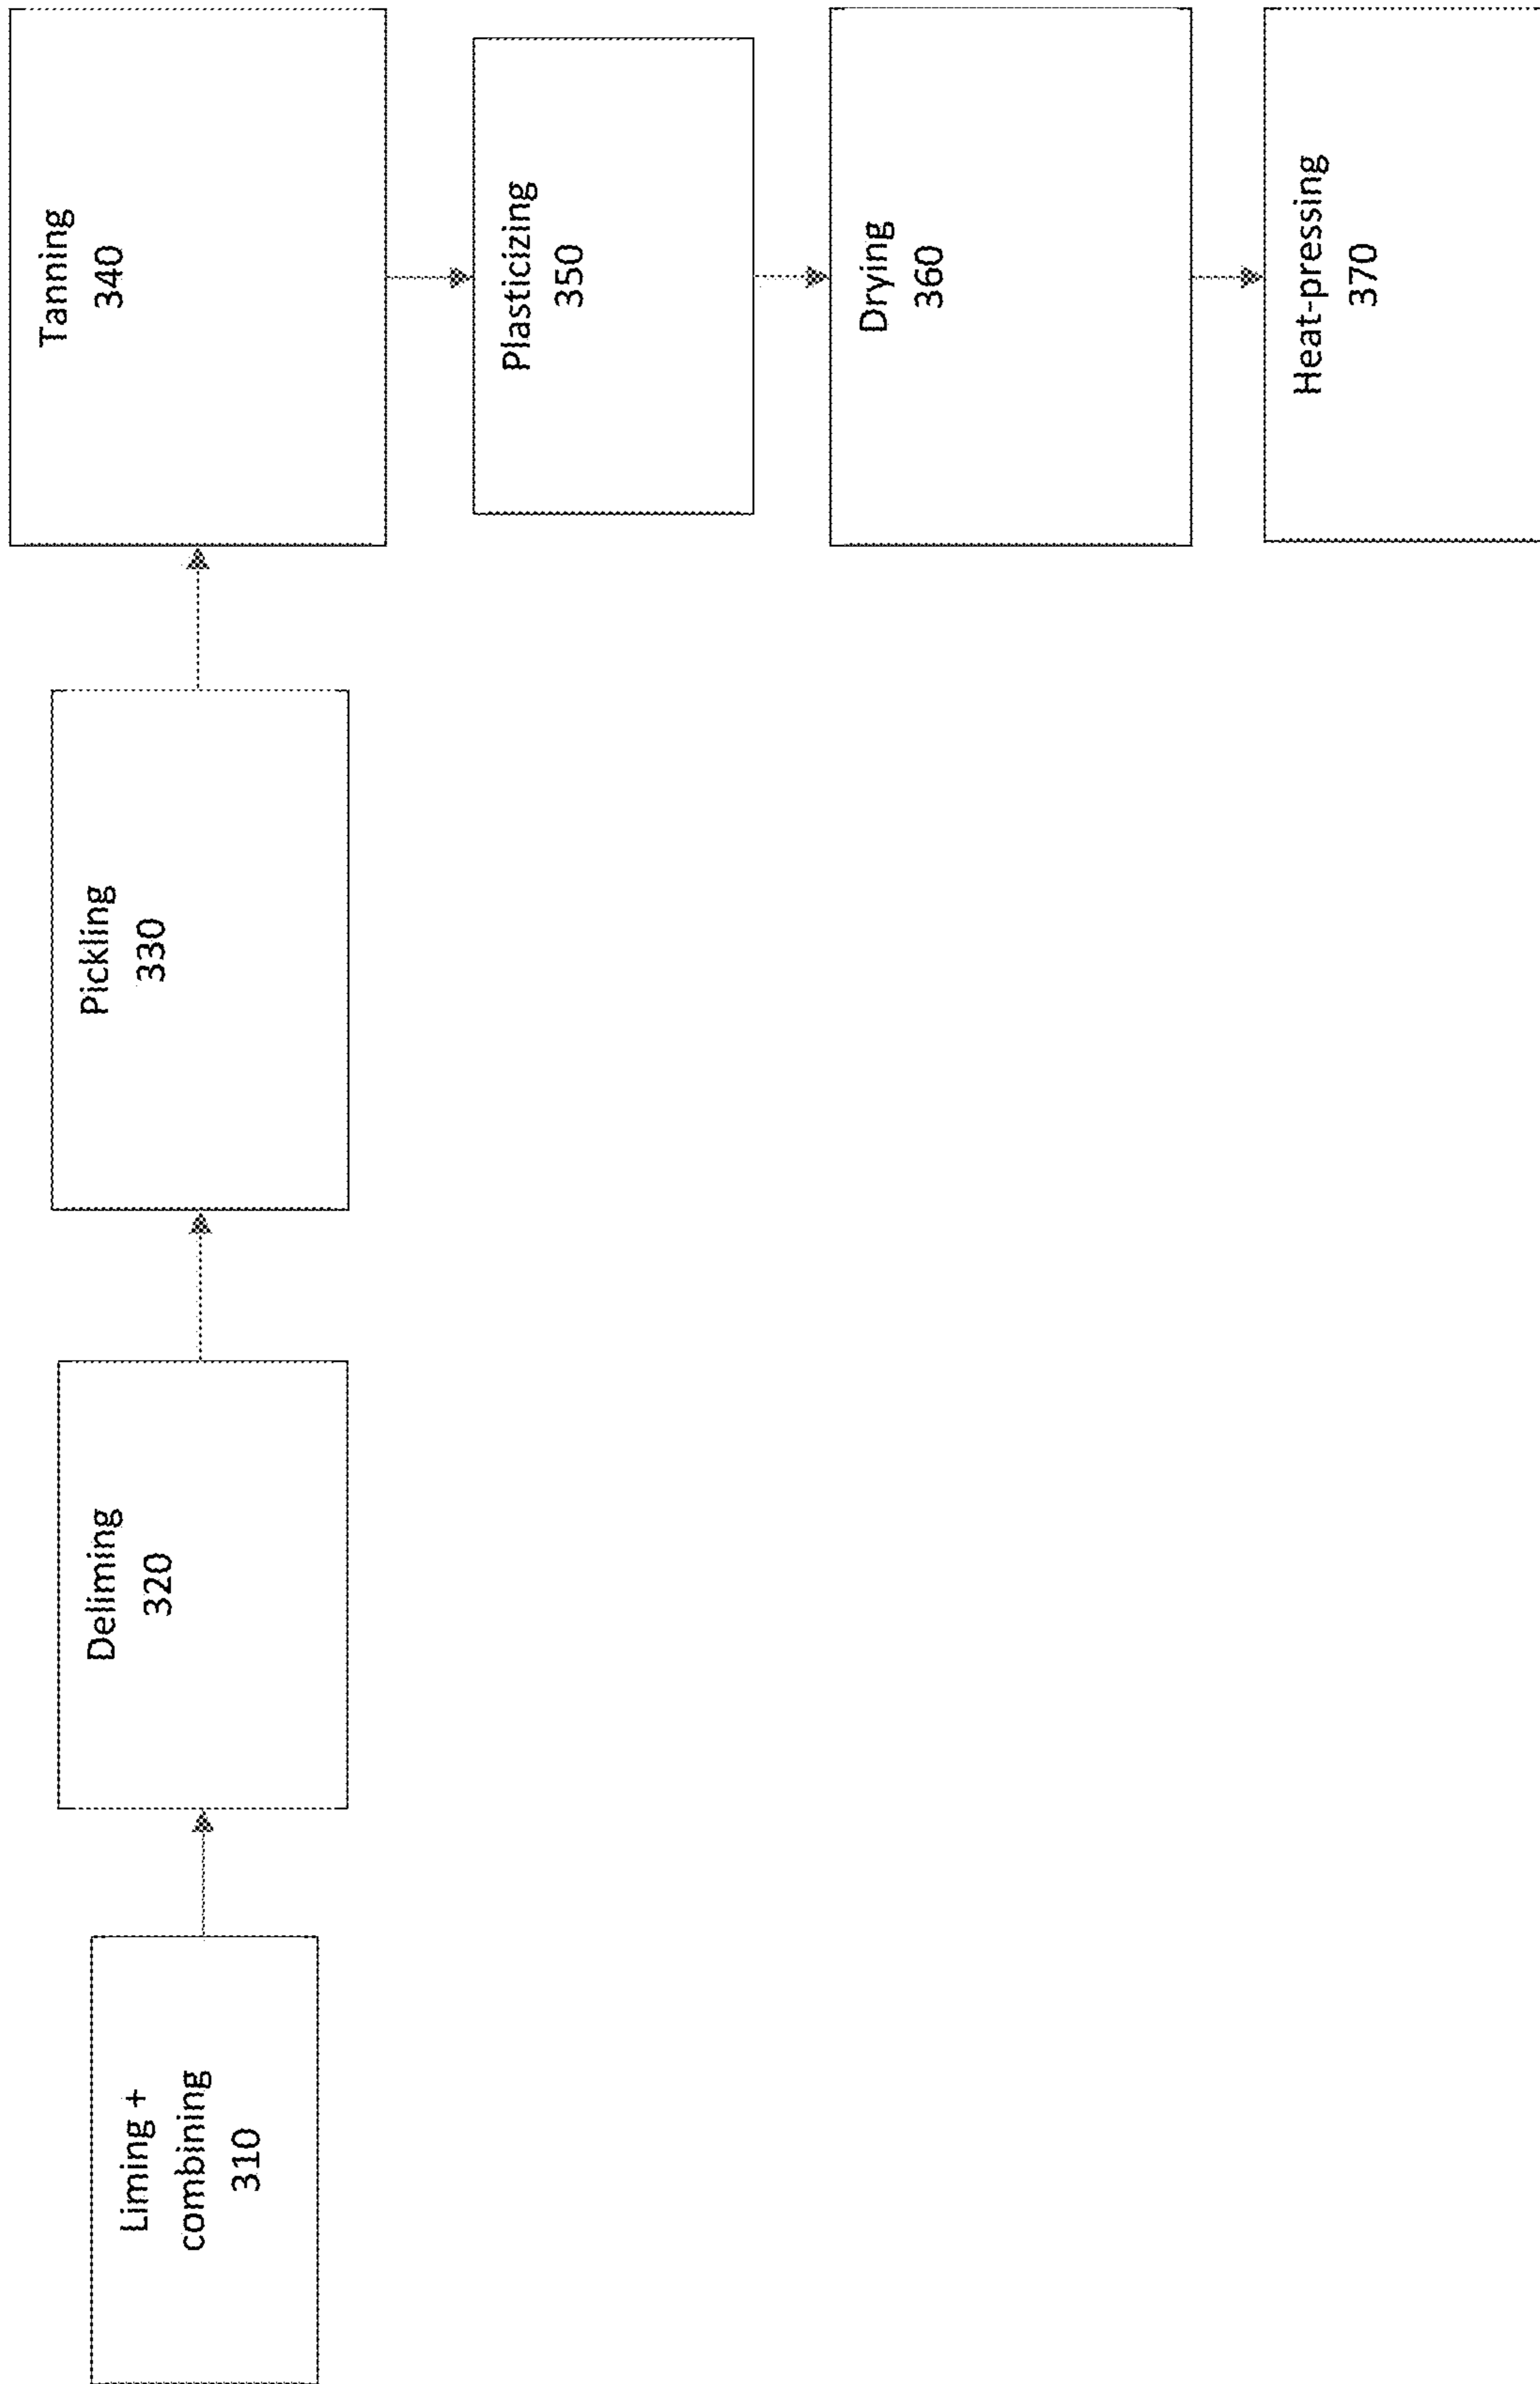 Liming +
combining
310
Deliming
320
Pickling
330
Tanning
340
Plasticizing
350
Drying
360
Heat-pressing
370